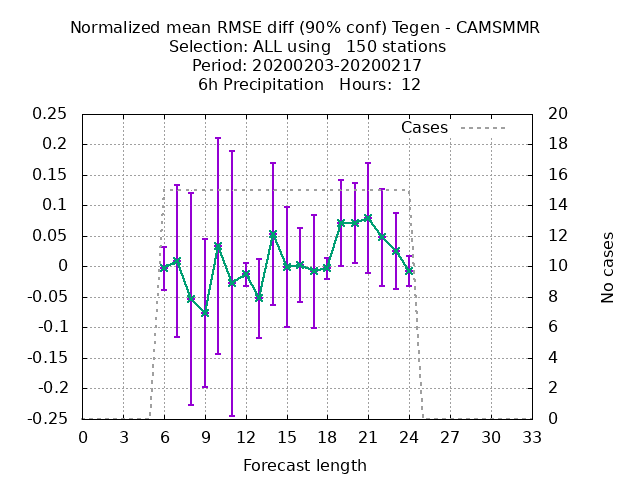 Normalized mean RMSE diff (90% conf) Tegen - CAMSMMR
Selection: ALL using   150 stations
Period: 20200203-20200217
6h Precipitation   Hours:  12
Cases
0.25
0.2
0.15
0.1
0.05
0
-0.05
-0.1
-0.15
-0.2
-0.25
20
18
16
14
12
10
8
6
4
2
0
No cases
0 3 6 9 12 15 18 21 24 27 30 33
Forecast length